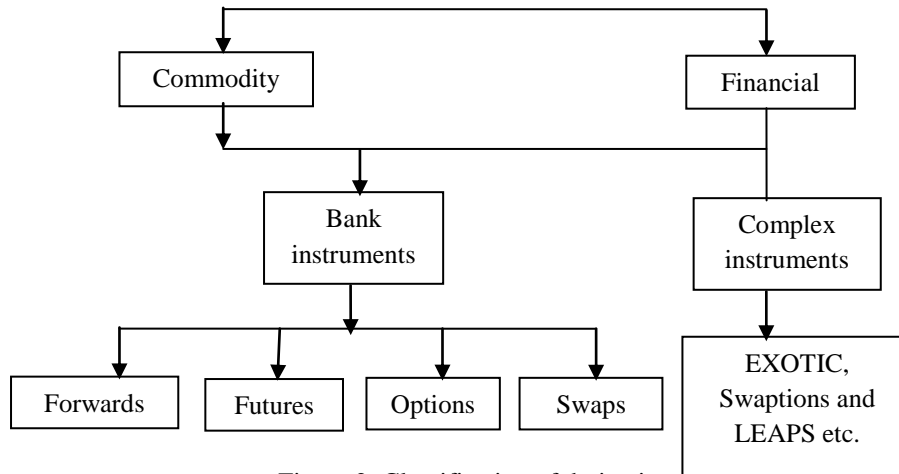 Commodity
Financial
Bank
instruments
Complex
instruments
Forwards
Futures
Options
Swaps
EXOTIC,
Swaptions and
LEAPS etc.